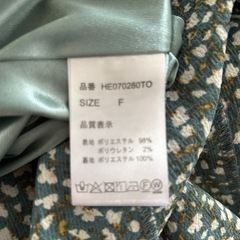 品番 HE070260TO
SIZE F
品質表示
表地 ポリエステル 98%
ポリウレタン 2%
裏地 ポリエステル 100%